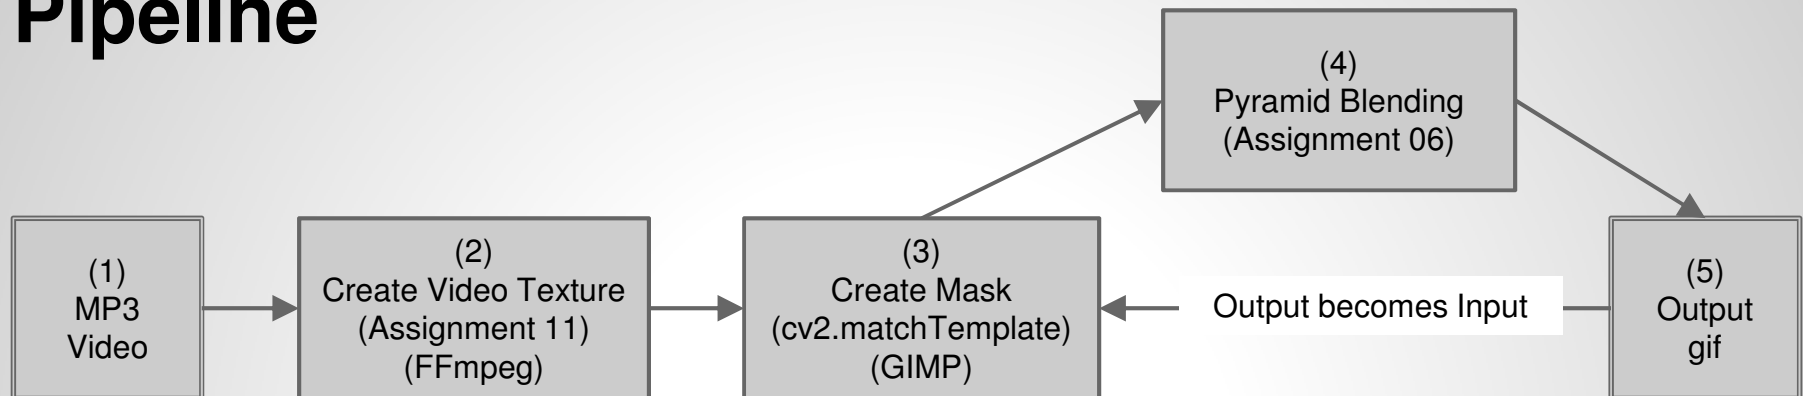 Pipeline
(4)
Pyramid Blending
(Assignment 06)
(1)
MP3
Video
(2)
Create Video Texture
(Assignment 11)
(FFmpeg)
(3)
Create Mask
(cv2.matchTemplate)
(GIMP)
Output becomes Input
(5)
Output
gif